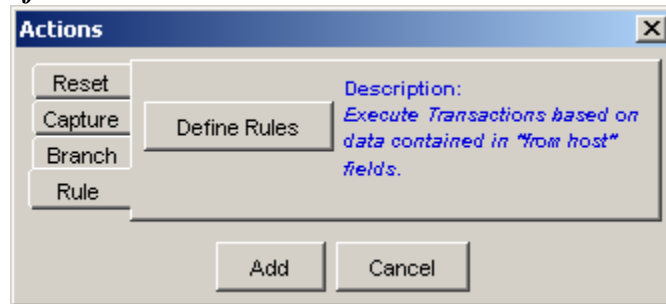 Actions
Reset
Capture
Branch
Rule
Define Rules
Description:
Execute Transactions based on
data contained in "from host"
fields.
Add
Cancel